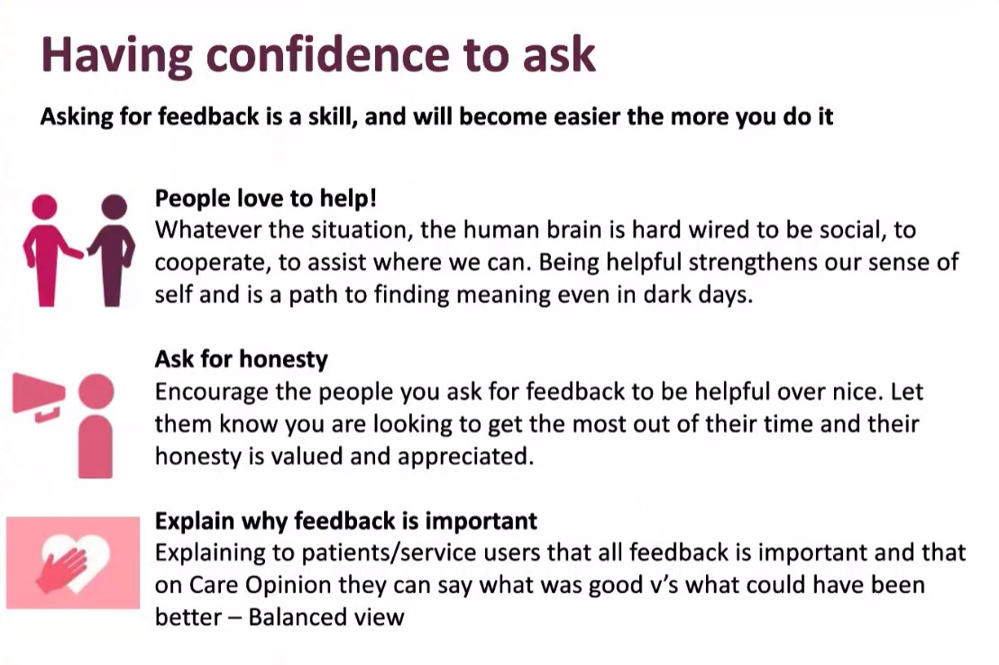 Having confidence to ask
Asking for feedback is a skill, and will become easier the more you do it
People love to help!
Whatever the situation, the human brain is hard wired to be social, to
cooperate, to assist where we can. Being helpful strengthens our sense of
self and is a path to finding meaning even in dark days.
Ask for honesty
Encourage the people you ask for feedback to be helpful over nice. Let
them know you are looking to get the most out of their time and their
honesty is valued and appreciated.
Explain why feedback is important
Explaining to patients/service users that all feedback is important and that
on Care Opinion they can say what was good v’s what could have been
better – Balanced view